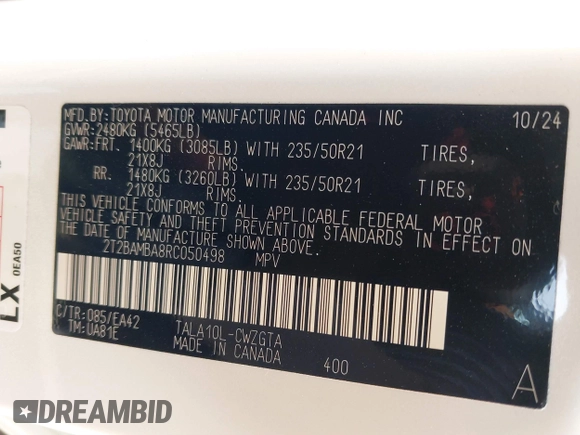 MFD.BY:TOYOTA MOTOR MANUFACTURING CANADA INC 10/24
GVWR:2480KG (5465LB)
GAWR:FRT. 1400KG (3085LB) WITH 235/50R21 TIRES,
21X8J RIMS.
RR. 1480KG (3260LB) WITH 235/50R21 TIRES,
21X8J RIMS.
THIS VEHICLE CONFORMS TO ALL APPLICABLE FEDERAL MOTOR
VEHICLE SAFETY AND THEFT PREVENTION STANDARDS IN EFFECT ON
THE DATE OF MANUFACTURE SHOWN ABOVE.
2T2BAMBA8RC050498 MPV
C/TR:085/EA42 TALA10L-CWZGTA
TM:UA81E MADE IN CANADA 400
A
LX
0EA50
DREAMBID